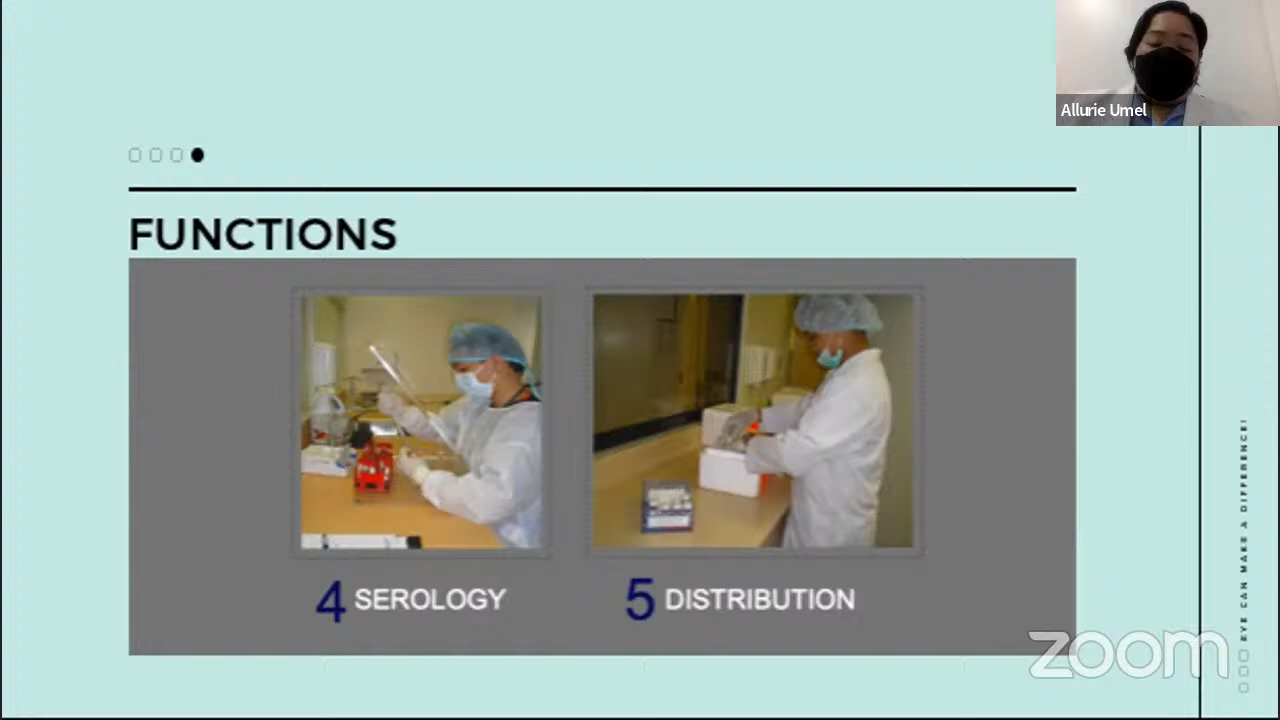 Allurie Umel
FUNCTIONS
4 SEROLOGY
5 DISTRIBUTION
EYE CAN MAKE A DIFFERENCE!
zoom